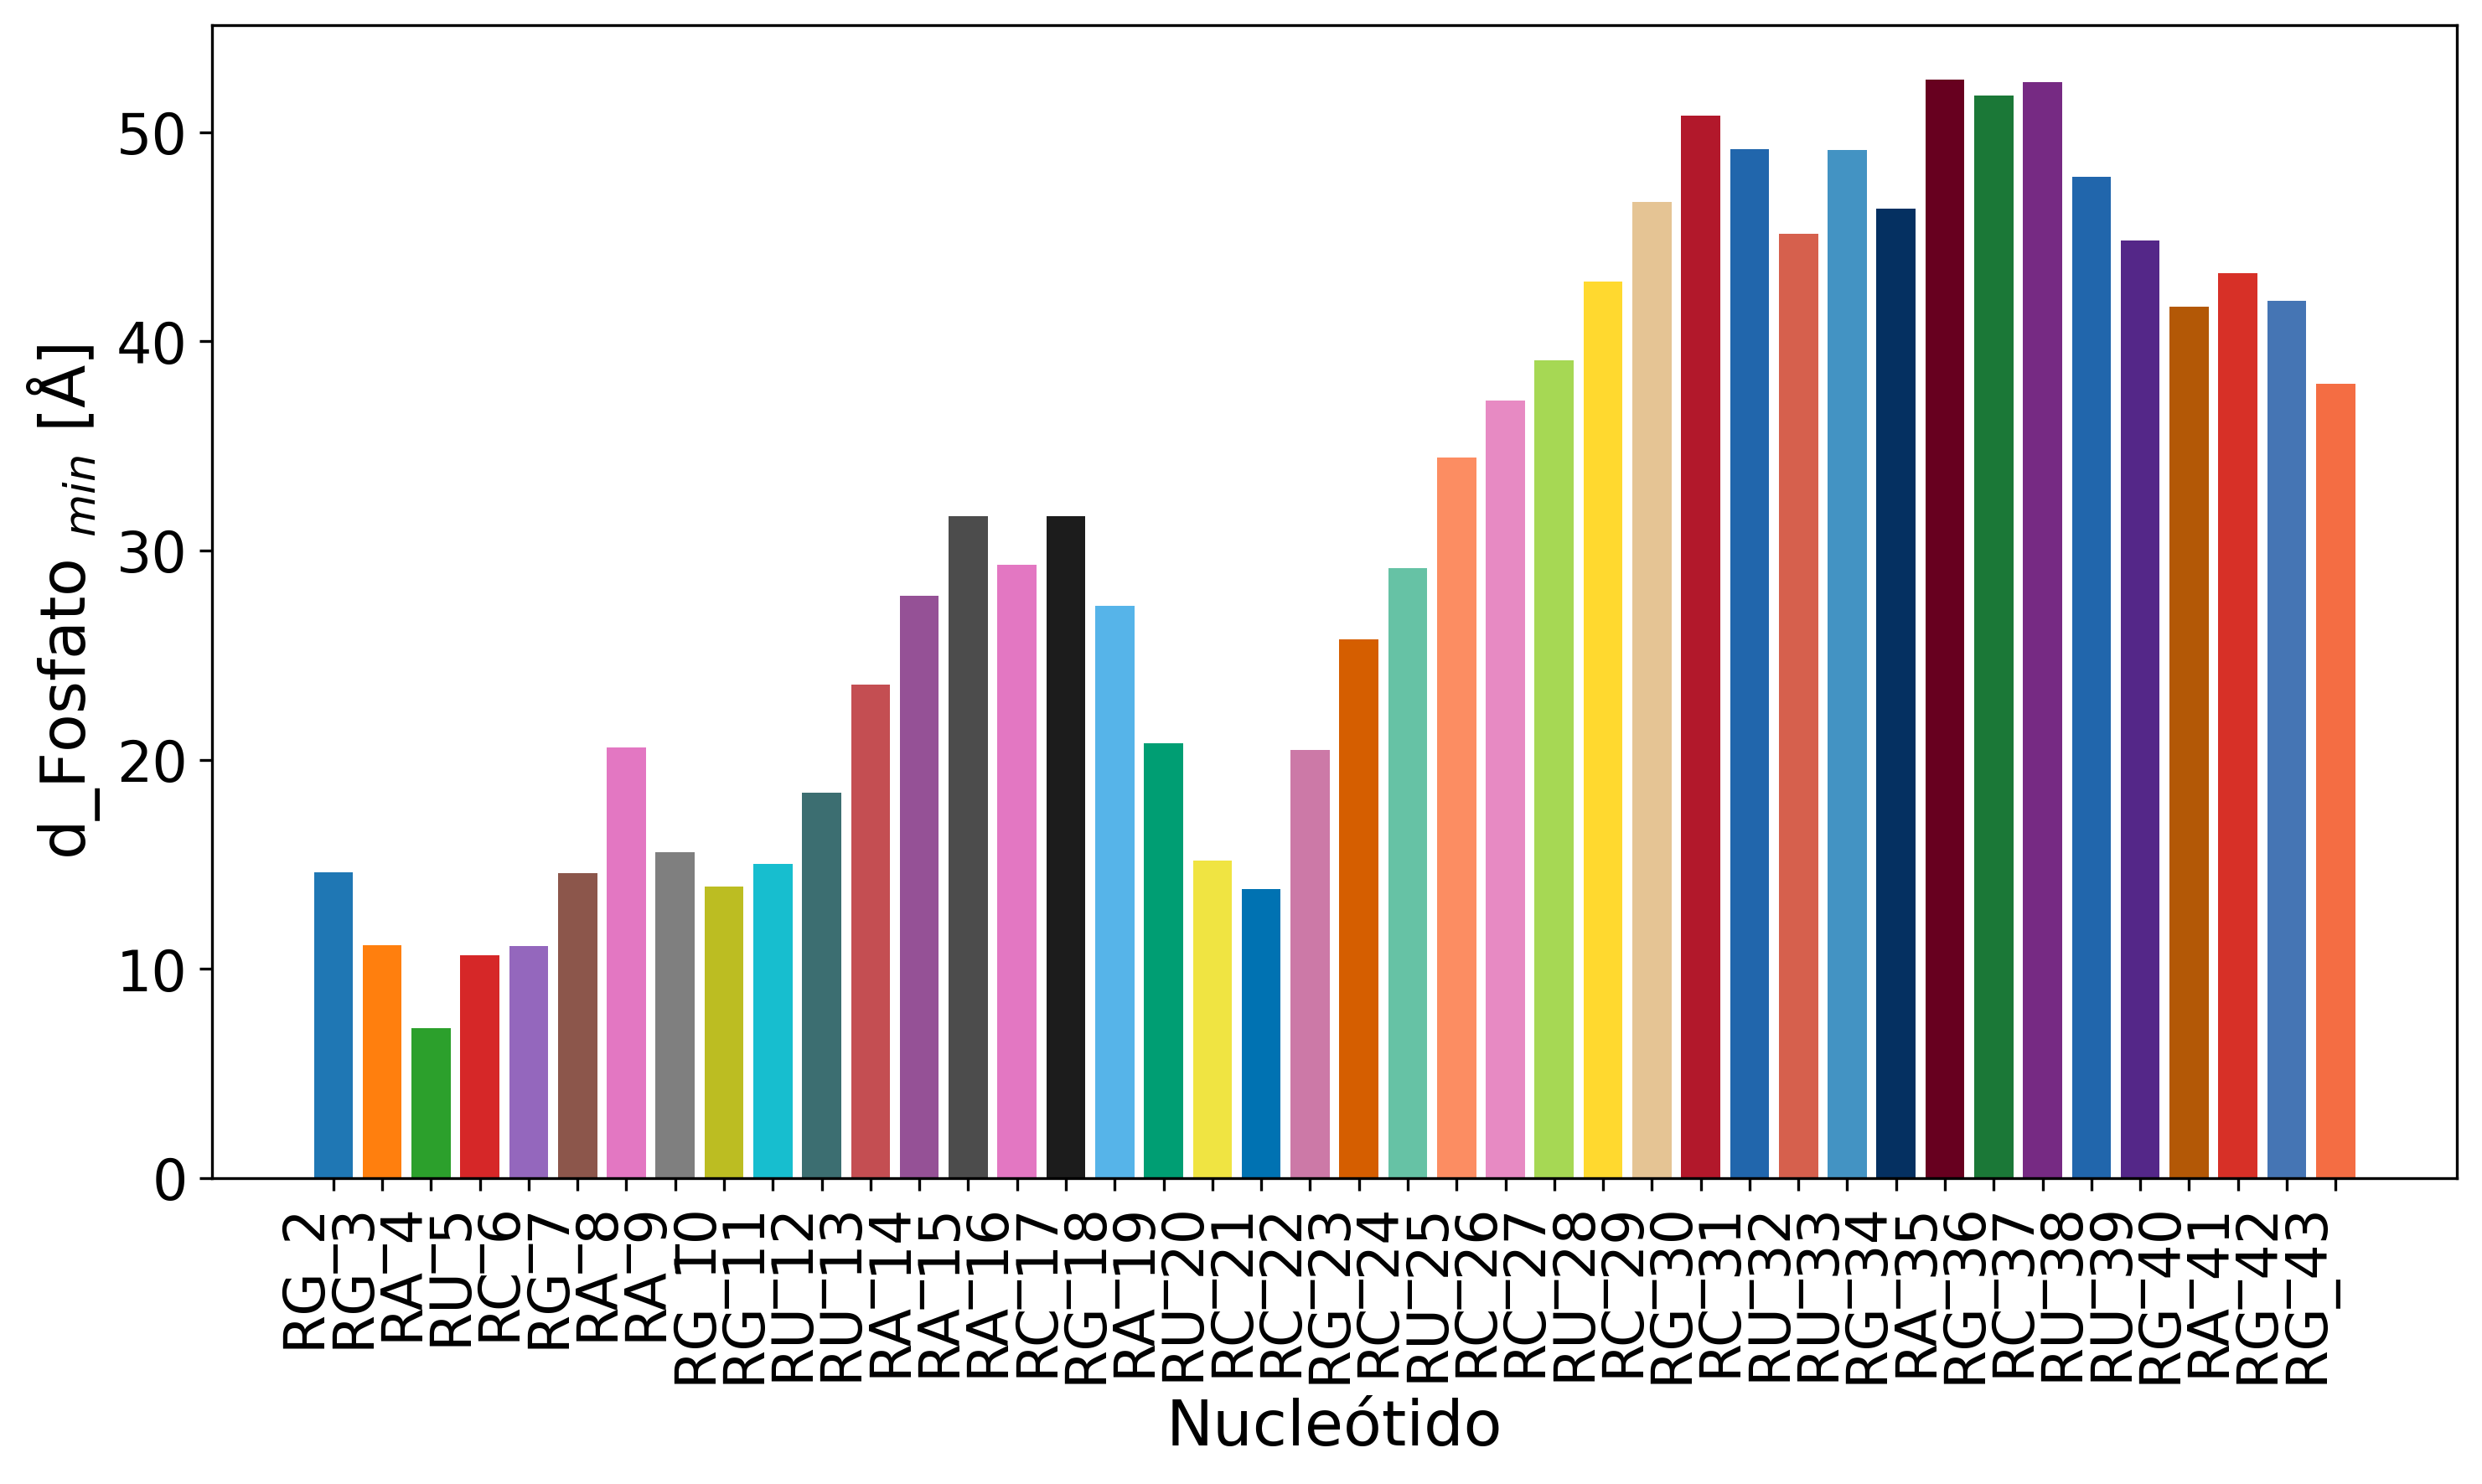 d_Fosfato min [Å]
50
40
30
20
10
0
RG_2
RG_3
RA_4
RU_5
RC_6
RG_7
RA_8
RA_9
RG_10
RG_11
RU_12
RU_13
RA_14
RA_15
RA_16
RC_17
RG_18
RA_19
RU_20
RC_21
RC_22
RG_23
RC_24
RU_25
RC_26
RC_27
RU_28
RC_29
RG_30
RC_31
RU_32
RU_33
RG_34
RA_35
RG_36
RC_37
RU_38
RU_39
RG_40
RA_41
RG_42
RG_43
Nucleótido